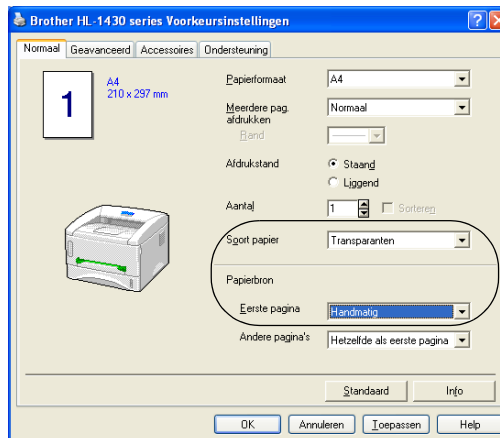 Brother HL-1430 series Voorkeursinstellingen
Normaal Geavanceerd Accessoires Ondersteuning
1
A4
210 x 297 mm
Papierformaat A4
Meerdere pag. afdrukken Normaal
Rand
Afdrukstand Staand
Liggend
Aantal 1 Sorteren
Soort papier Transparanten
Papierbron
Eerste pagina Handmatig
Andere pagina's Hetzelfde als eerste pagina
Standaard Info
OK Annuleren Toepassen Help